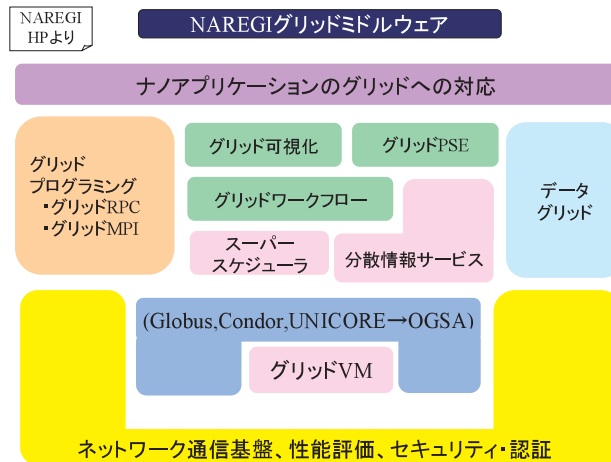 NAREGI
HPより
NAREGIグリッドミドルウェア
ナノアプリケーションのグリッドへの対応
グリッド
プログラミング
・グリッドRPC
・グリッドMPI
グリッド可視化
グリッドPSE
グリッドワークフロー
スーパー
スケジューラ
分散情報サービス
データ
グリッド
(Globus,Condor,UNICORE→OGSA)
グリッドVM
ネットワーク通信基盤、性能評価、セキュリティ・認証